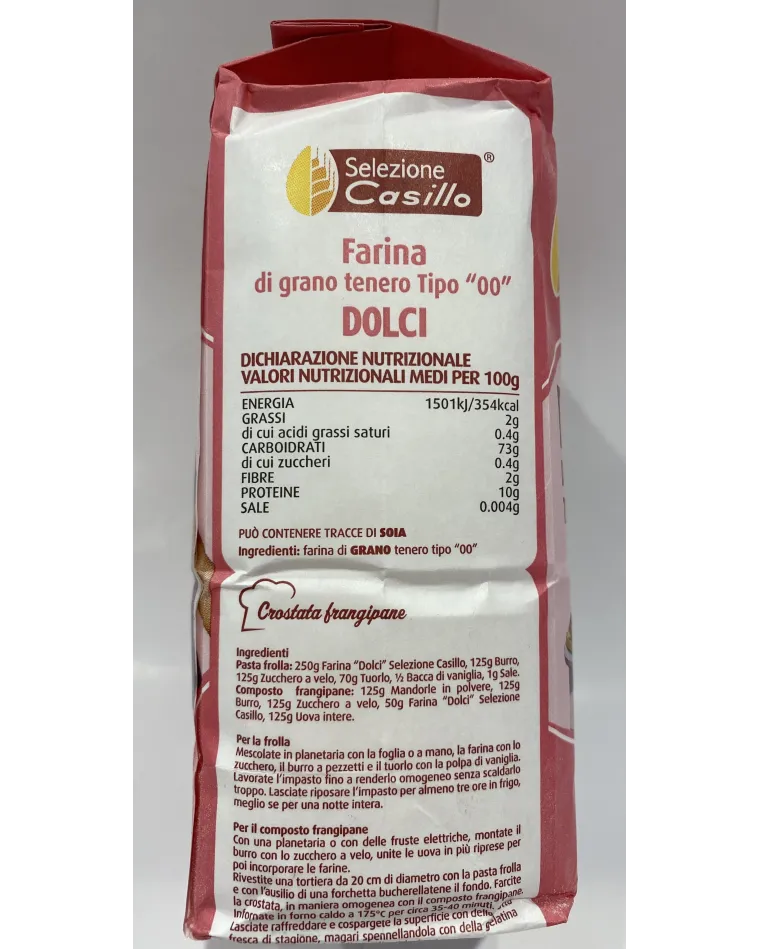 Selezione ®
Casillo
Farina
di grano tenero Tipo “00”
DOLCI
DICHIARAZIONE NUTRIZIONALE
VALORI NUTRIZIONALI MEDI PER 100g
ENERGIA 1501kJ/354kcal
GRASSI 2g
di cui acidi grassi saturi 0.4g
CARBOIDRATI 73g
di cui zuccheri 0.4g
FIBRE 2g
PROTEINE 10g
SALE 0.004g
PUÒ CONTENERE TRACCE DI SOIA
Ingredienti: farina di GRANO tenero tipo “00”
Crostata frangipane
Ingredienti
Pasta frolla: 250g Farina “Dolci” Selezione Casillo, 125g Burro,
125g Zucchero a velo, 70g Tuorlo, ½ Bacca di vaniglia, 1g Sale.
Composto frangipane: 125g Mandorle in polvere, 125g
Burro, 125g Zucchero a velo, 50g Farina “Dolci” Selezione
Casillo, 125g Uova intere.
Per la frolla
Mescolate in planetaria con la foglia o a mano, la farina con lo
zucchero, il burro a pezzetti e il tuorlo con la polpa di vaniglia.
Lavorate l’impasto fino a renderlo omogeneo senza scaldarlo
troppo. Lasciate riposare l’impasto per almeno tre ore in frigo,
meglio se per una notte intera.
Per il composto frangipane
Con una planetaria o con delle fruste elettriche, montate il
burro con lo zucchero a velo, unite le uova in più riprese per
poi incorporare le farine.
Rivestite una tortiera da 20 cm di diametro con la pasta frolla
e con l’ausilio di una forchetta bucherellatene il fondo. Farcite
la crostata, in maniera omogenea con il composto frangipane.
Infornate in forno caldo a 175°C per circa 35-40 minuti.
Lasciate raffreddare e cospargete la superficie con della
fresca di stagione, magari spennellandola con della gelatina